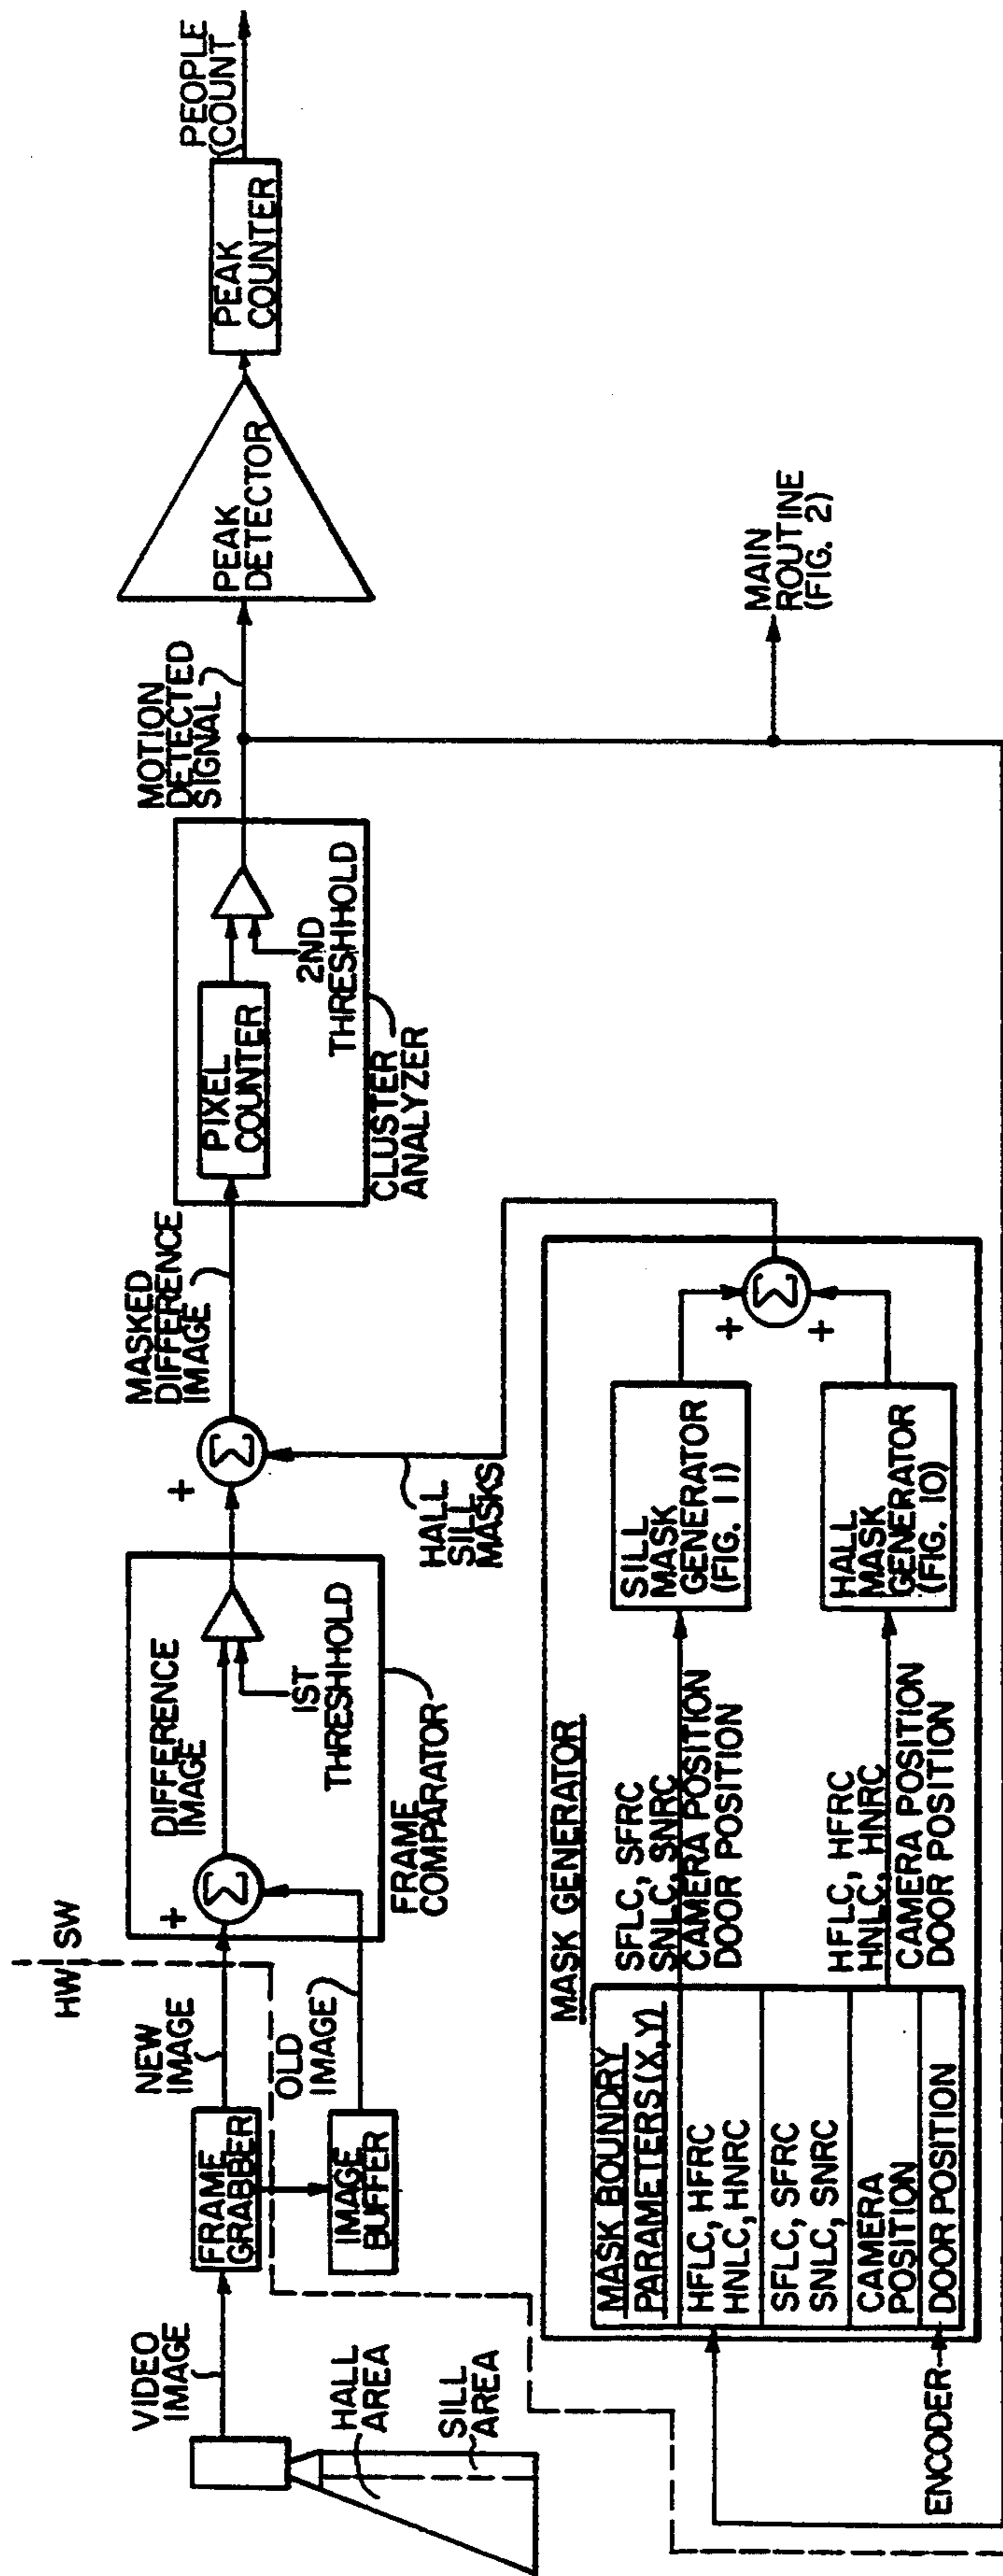 VIDEO
IMAGE
HALL
AREA
SILL
AREA
FRAME
GRABBER
IMAGE
BUFFER
NEW
IMAGE
OLD
IMAGE
HW SW
+
Σ
DIFFERENCE
IMAGE
1ST
THRESHHOLD
FRAME
COMPARATOR
+
Σ
HALL
SILL
MASKS
MASKED
DIFFERENCE
IMAGE
PIXEL
COUNTER
2ND
THRESHHOLD
CLUSTER
ANALYZER
MOTION
DETECTED
SIGNAL
PEAK
DETECTOR
PEAK
COUNTER
PEOPLE
COUNT
MAIN
ROUTINE
(FIG. 2)
MASK GENERATOR
MASK BOUNDRY
PARAMETERS(X,Y)
HFLC, HFRC
HNLC, HNRC
SFLC, SFRC
SNLC, SNRC
CAMERA
POSITION
DOOR POSITION
ENCODER
SFLC, SFRC
SNLC, SNRC
CAMERA POSITION
DOOR POSITION
HFLC, HFRC
HNLC, HNRC
CAMERA POSITION
DOOR POSITION
SILL
MASK
GENERATOR
(FIG. 11)
HALL
MASK
GENERATOR
(FIG. 10)
+
Σ
+